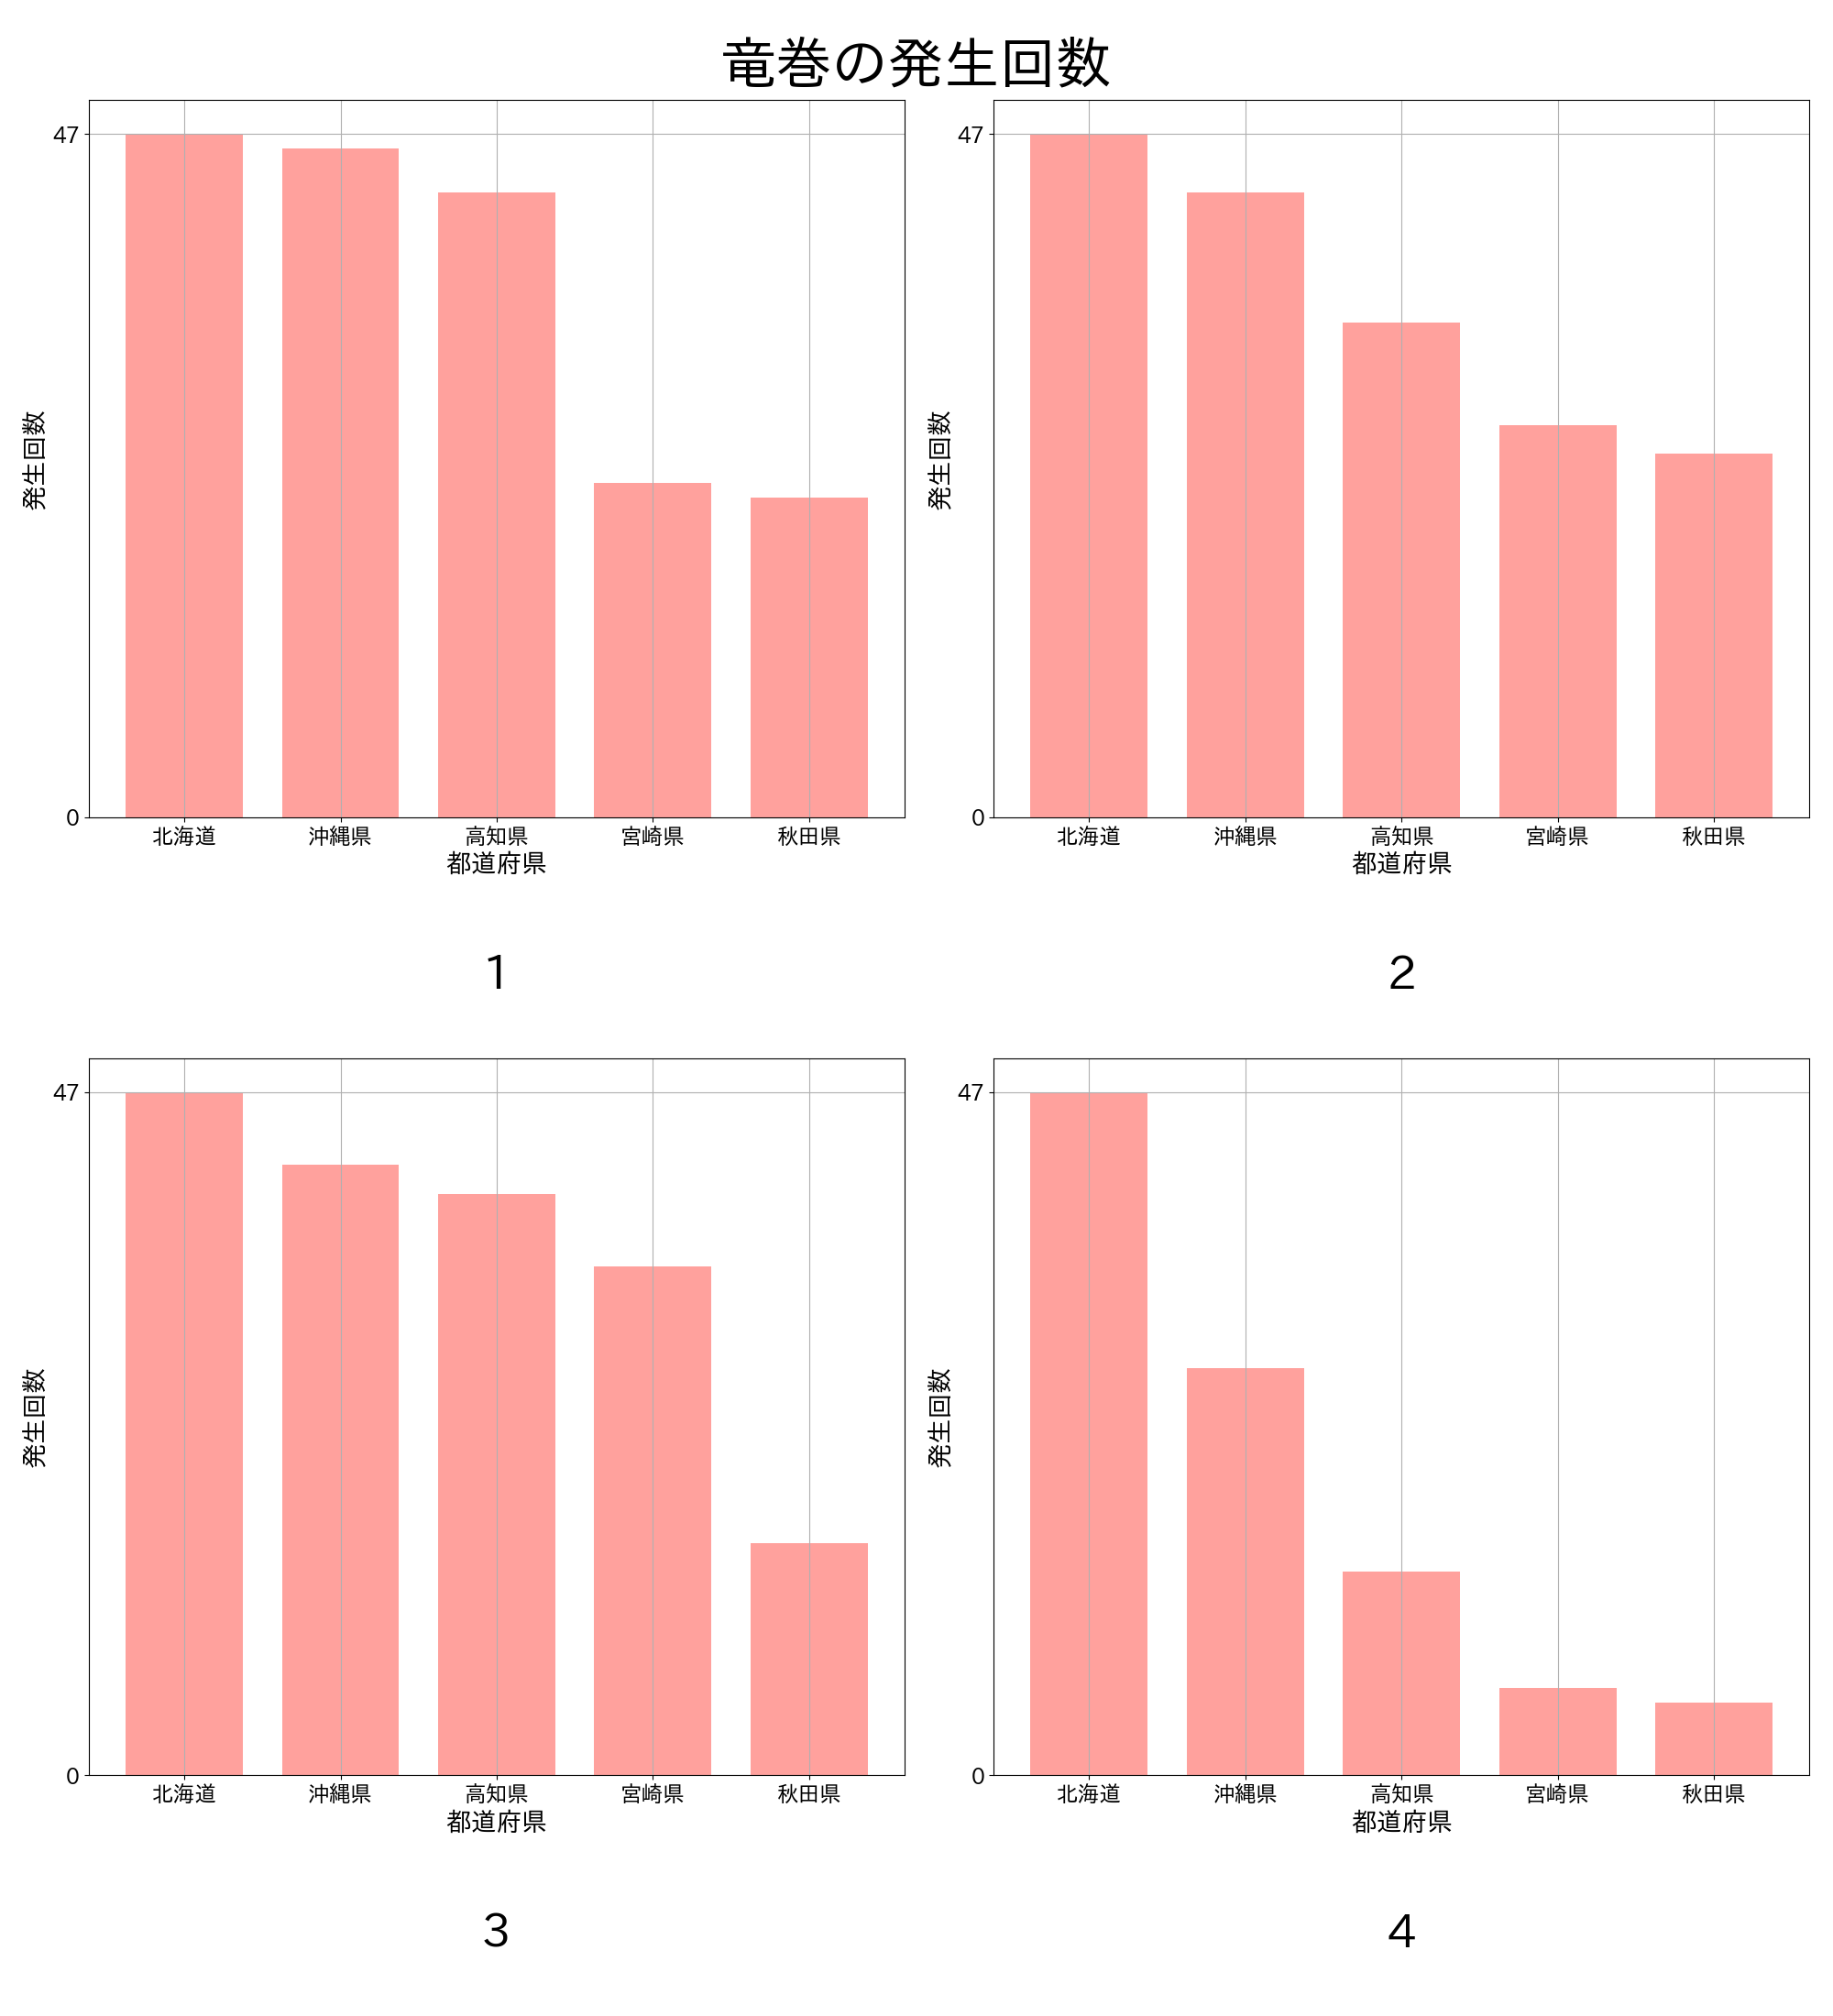 竜巻の発生回数
47
0
発生回数
北海道 沖縄県 高知県 宮崎県 秋田県
都道府県
1
47
0
発生回数
北海道 沖縄県 高知県 宮崎県 秋田県
都道府県
2
47
0
発生回数
北海道 沖縄県 高知県 宮崎県 秋田県
都道府県
3
47
0
発生回数
北海道 沖縄県 高知県 宮崎県 秋田県
都道府県
4